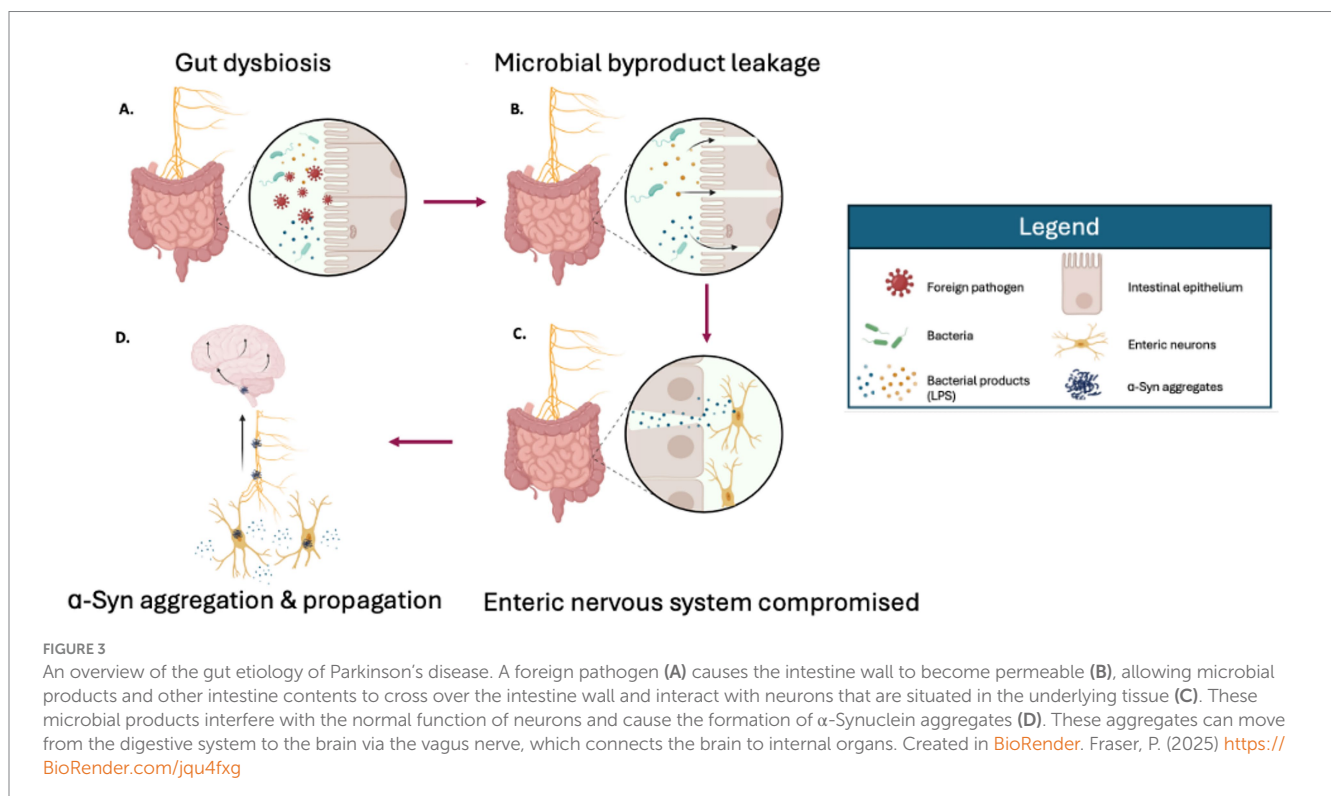 Gut dysbiosis
Microbial byproduct leakage
A.
B.
Legend
Foreign pathogen
Intestinal epithelium
Bacteria
Enteric neurons
Bacterial products
(LPS)
α-Syn aggregates
D.
C.
α-Syn aggregation & propagation
Enteric nervous system compromised
FIGURE 3
An overview of the gut etiology of Parkinson's disease. A foreign pathogen (A) causes the intestine wall to become permeable (B), allowing microbial
products and other intestine contents to cross over the intestine wall and interact with neurons that are situated in the underlying tissue (C). These
microbial products interfere with the normal function of neurons and cause the formation of α-Synuclein aggregates (D). These aggregates can move
from the digestive system to the brain via the vagus nerve, which connects the brain to internal organs. Created in BioRender. Fraser, P. (2025) https://
BioRender.com/jqu4fxg